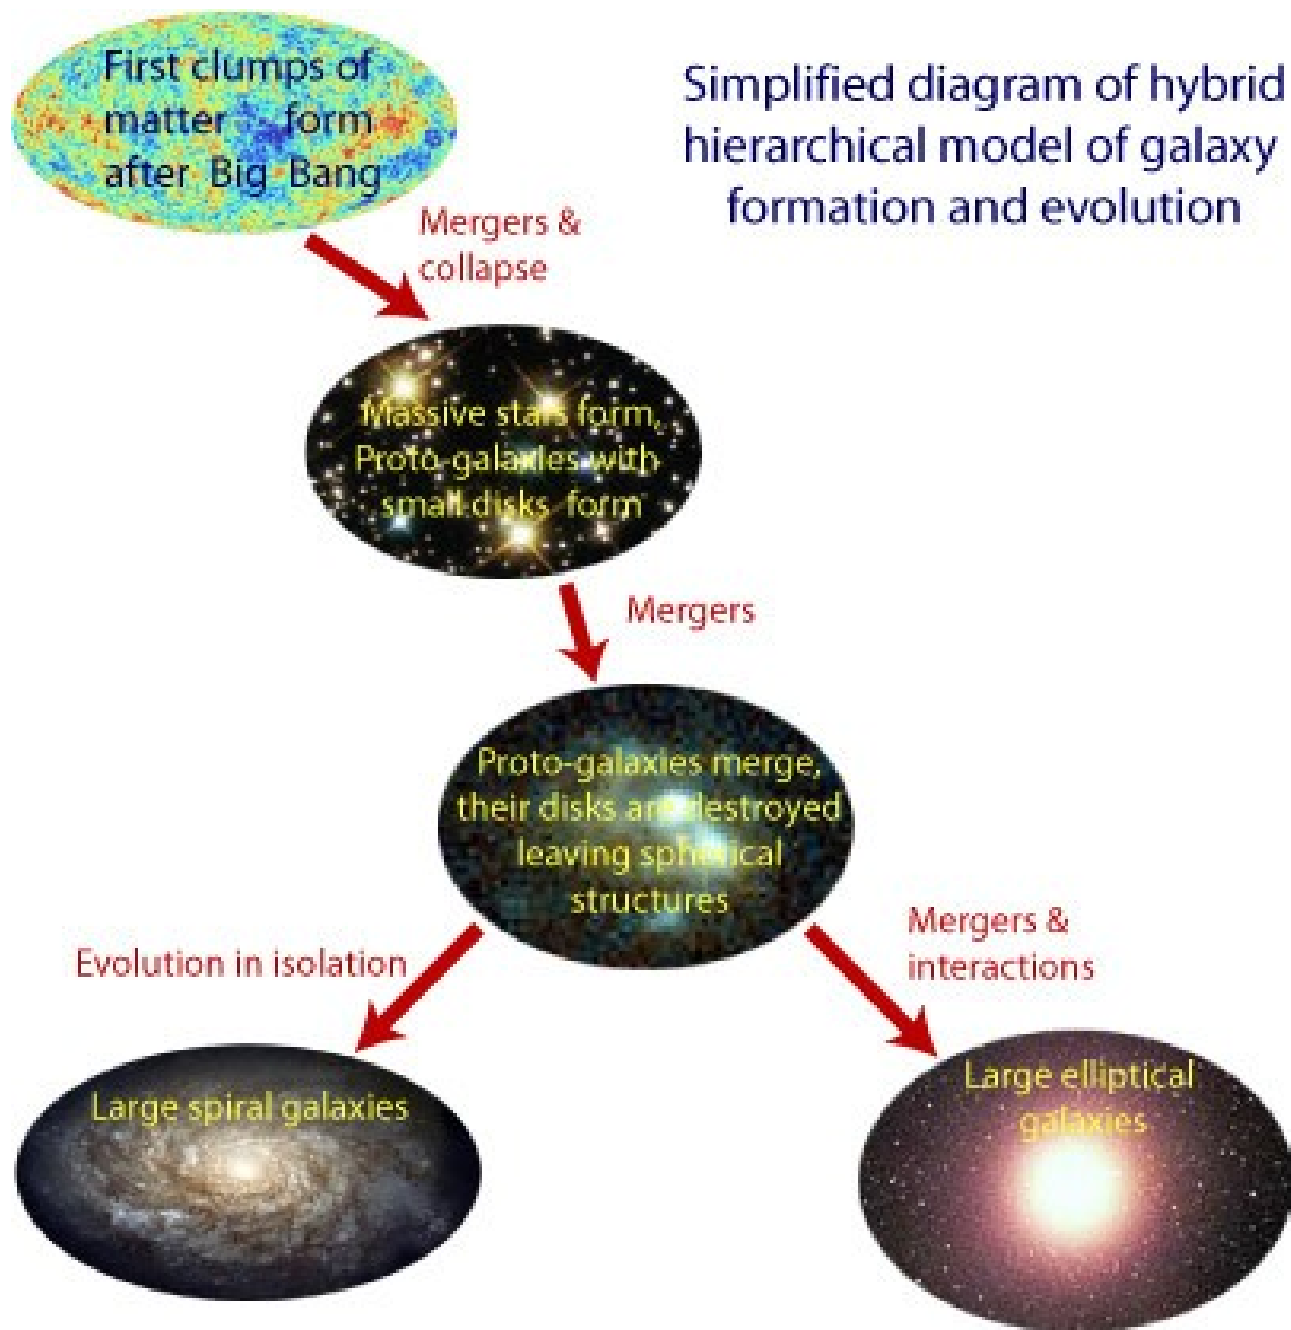 First clumps of
matter form
after Big Bang
Simplified diagram of hybrid
hierarchical model of galaxy
formation and evolution
Mergers &
collapse
Massive stars form,
Proto-galaxies with
small disks form
Mergers
Proto-galaxies merge,
their disks are destroyed
leaving spherical
structures
Evolution in isolation
Mergers &
interactions
Large spiral galaxies
Large elliptical
galaxies